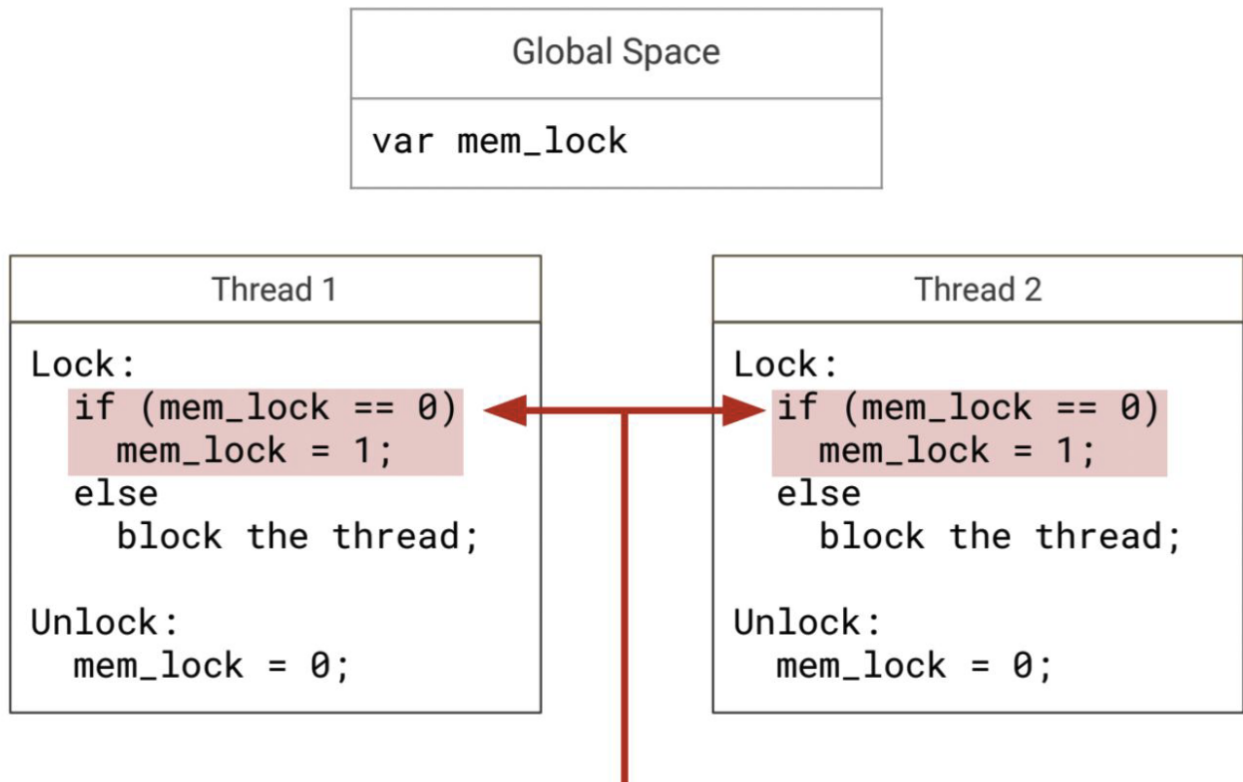 Global Space
var mem_lock
Thread 1
Lock:
if (mem_lock == 0)
mem_lock = 1;
else
block the thread;
Unlock:
mem_lock = 0;
Thread 2
Lock:
if (mem_lock == 0)
mem_lock = 1;
else
block the thread;
Unlock:
mem_lock = 0;